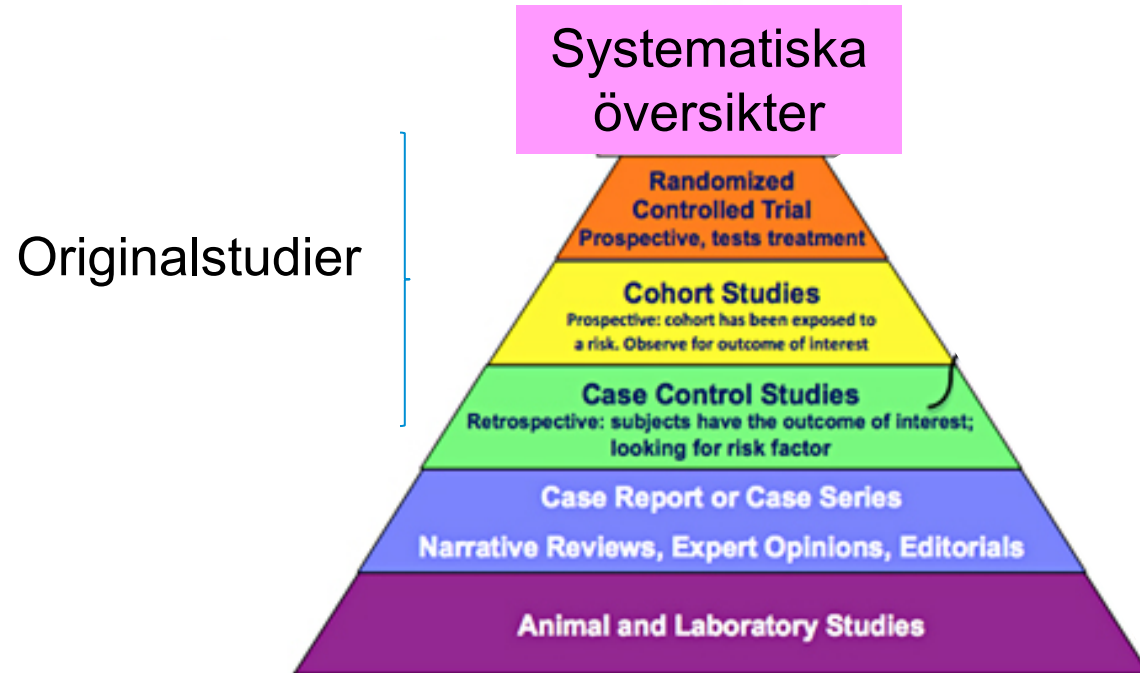 Systematiska
översikter
Originalstudier
Randomized
Controlled Trial
Prospective, tests treatment
Cohort Studies
Prospective: cohort has been exposed to
a risk. Observe for outcome of interest
Case Control Studies
Retrospective: subjects have the outcome of interest;
looking for risk factor
Case Report or Case Series
Narrative Reviews, Expert Opinions, Editorials
Animal and Laboratory Studies